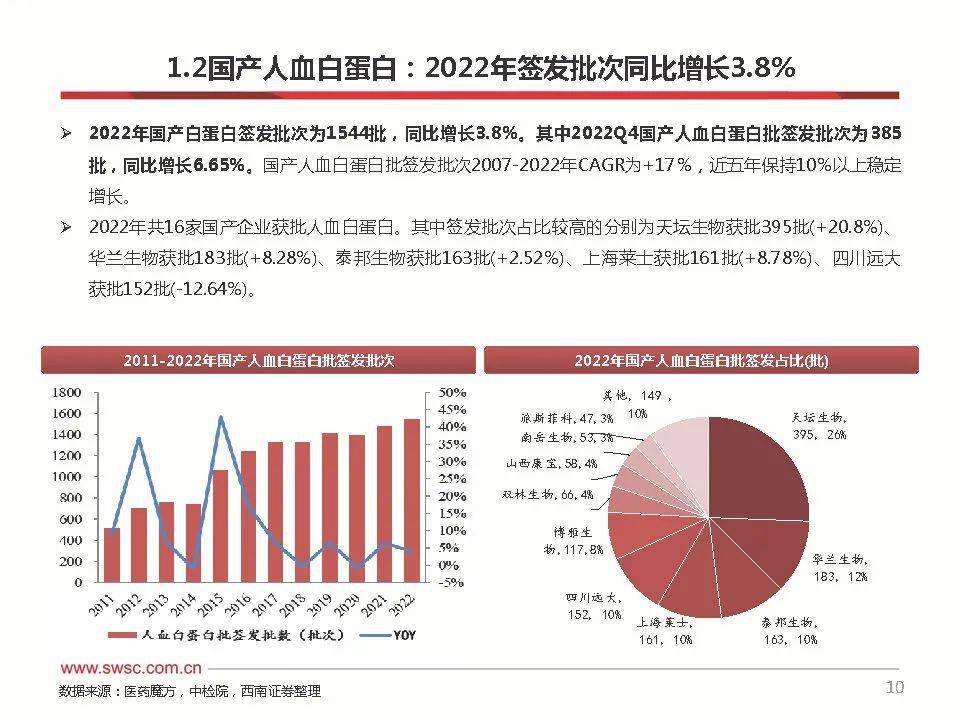 1.2国产人血白蛋白：2022年签发批次同比增长3.8%
➢ 2022年国产白蛋白签发批次为1544批，同比增长3.8%。其中2022Q4国产人血白蛋白批签发批次为385
批，同比增长6.65%。国产人血白蛋白批签发批次2007-2022年CAGR为+17%，近五年保持10%以上稳定
增长。
➢ 2022年共16家国产企业获批人血白蛋白。其中签发批次占比较高的分别为天坛生物获批395批(+20.8%)、
华兰生物获批183批(+8.28%)、泰邦生物获批163批(+2.52%)、上海莱士获批161批(+8.78%)、四川远大
获批152批(-12.64%)。
2011-2022年国产人血白蛋白批签发批次
1800
1600
1400
1200
1000
800
600
400
200
0
50%
45%
40%
35%
30%
25%
20%
15%
10%
5%
0%
-5%
2011
2012
2013
2014
2015
2016
2017
2018
2019
2020
2021
2022
人血白蛋白批签发批数（批次）
YOY
2022年国产人血白蛋白批签发占比(批)
其他, 149 ,
10%
派斯菲科,47,3%
南岳生物,53,3%
山西康宝,58,4%
双林生物,66,4%
博雅生
物,117,8%
四川远大,
152, 10%
上海莱士,
161, 10%
泰邦生物,
163, 10%
华兰生物,
183, 12%
天坛生物,
395, 26%
www.swsc.com.cn
数据来源：医药魔方，中检院，西南证券整理
10